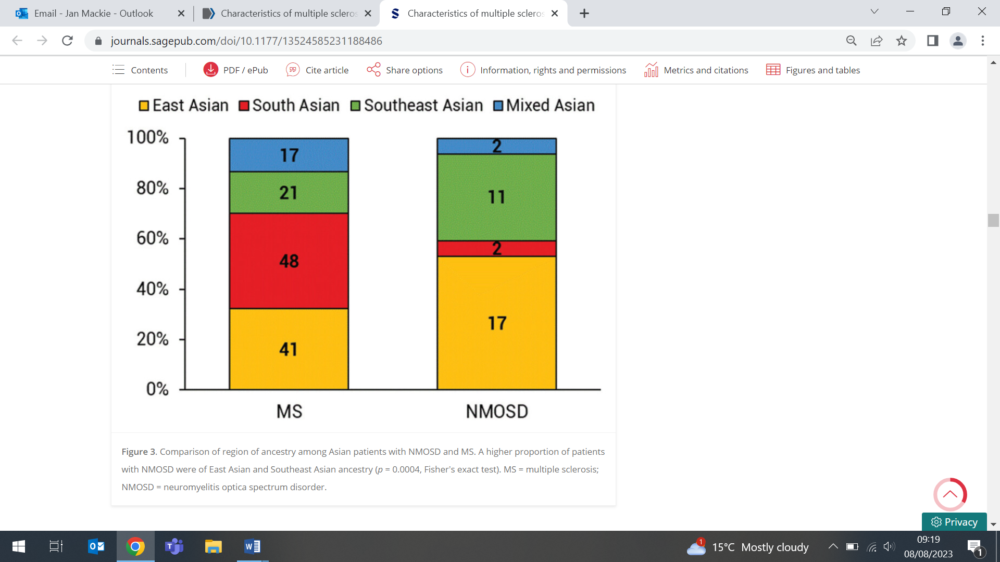 Email - Jan Mackie - Outlook
Characteristics of multiple scleros
Characteristics of multiple scleros
journals.sagepub.com/doi/10.1177/13524585231188486
Contents
PDF / ePub
Cite article
Share options
Information, rights and permissions
Metrics and citations
Figures and tables
East Asian South Asian Southeast Asian Mixed Asian
100%
80%
60%
40%
20%
0%
17
21
48
41
2
11
2
17
MS
NMOSD
Figure 3. Comparison of region of ancestry among Asian patients with NMOSD and MS. A higher proportion of patients
with NMOSD were of East Asian and Southeast Asian ancestry (p = 0.0004, Fisher’s exact test). MS = multiple sclerosis;
NMOSD = neuromyelitis optica spectrum disorder.
Privacy
1
15°C Mostly cloudy
09:19
08/08/2023
1